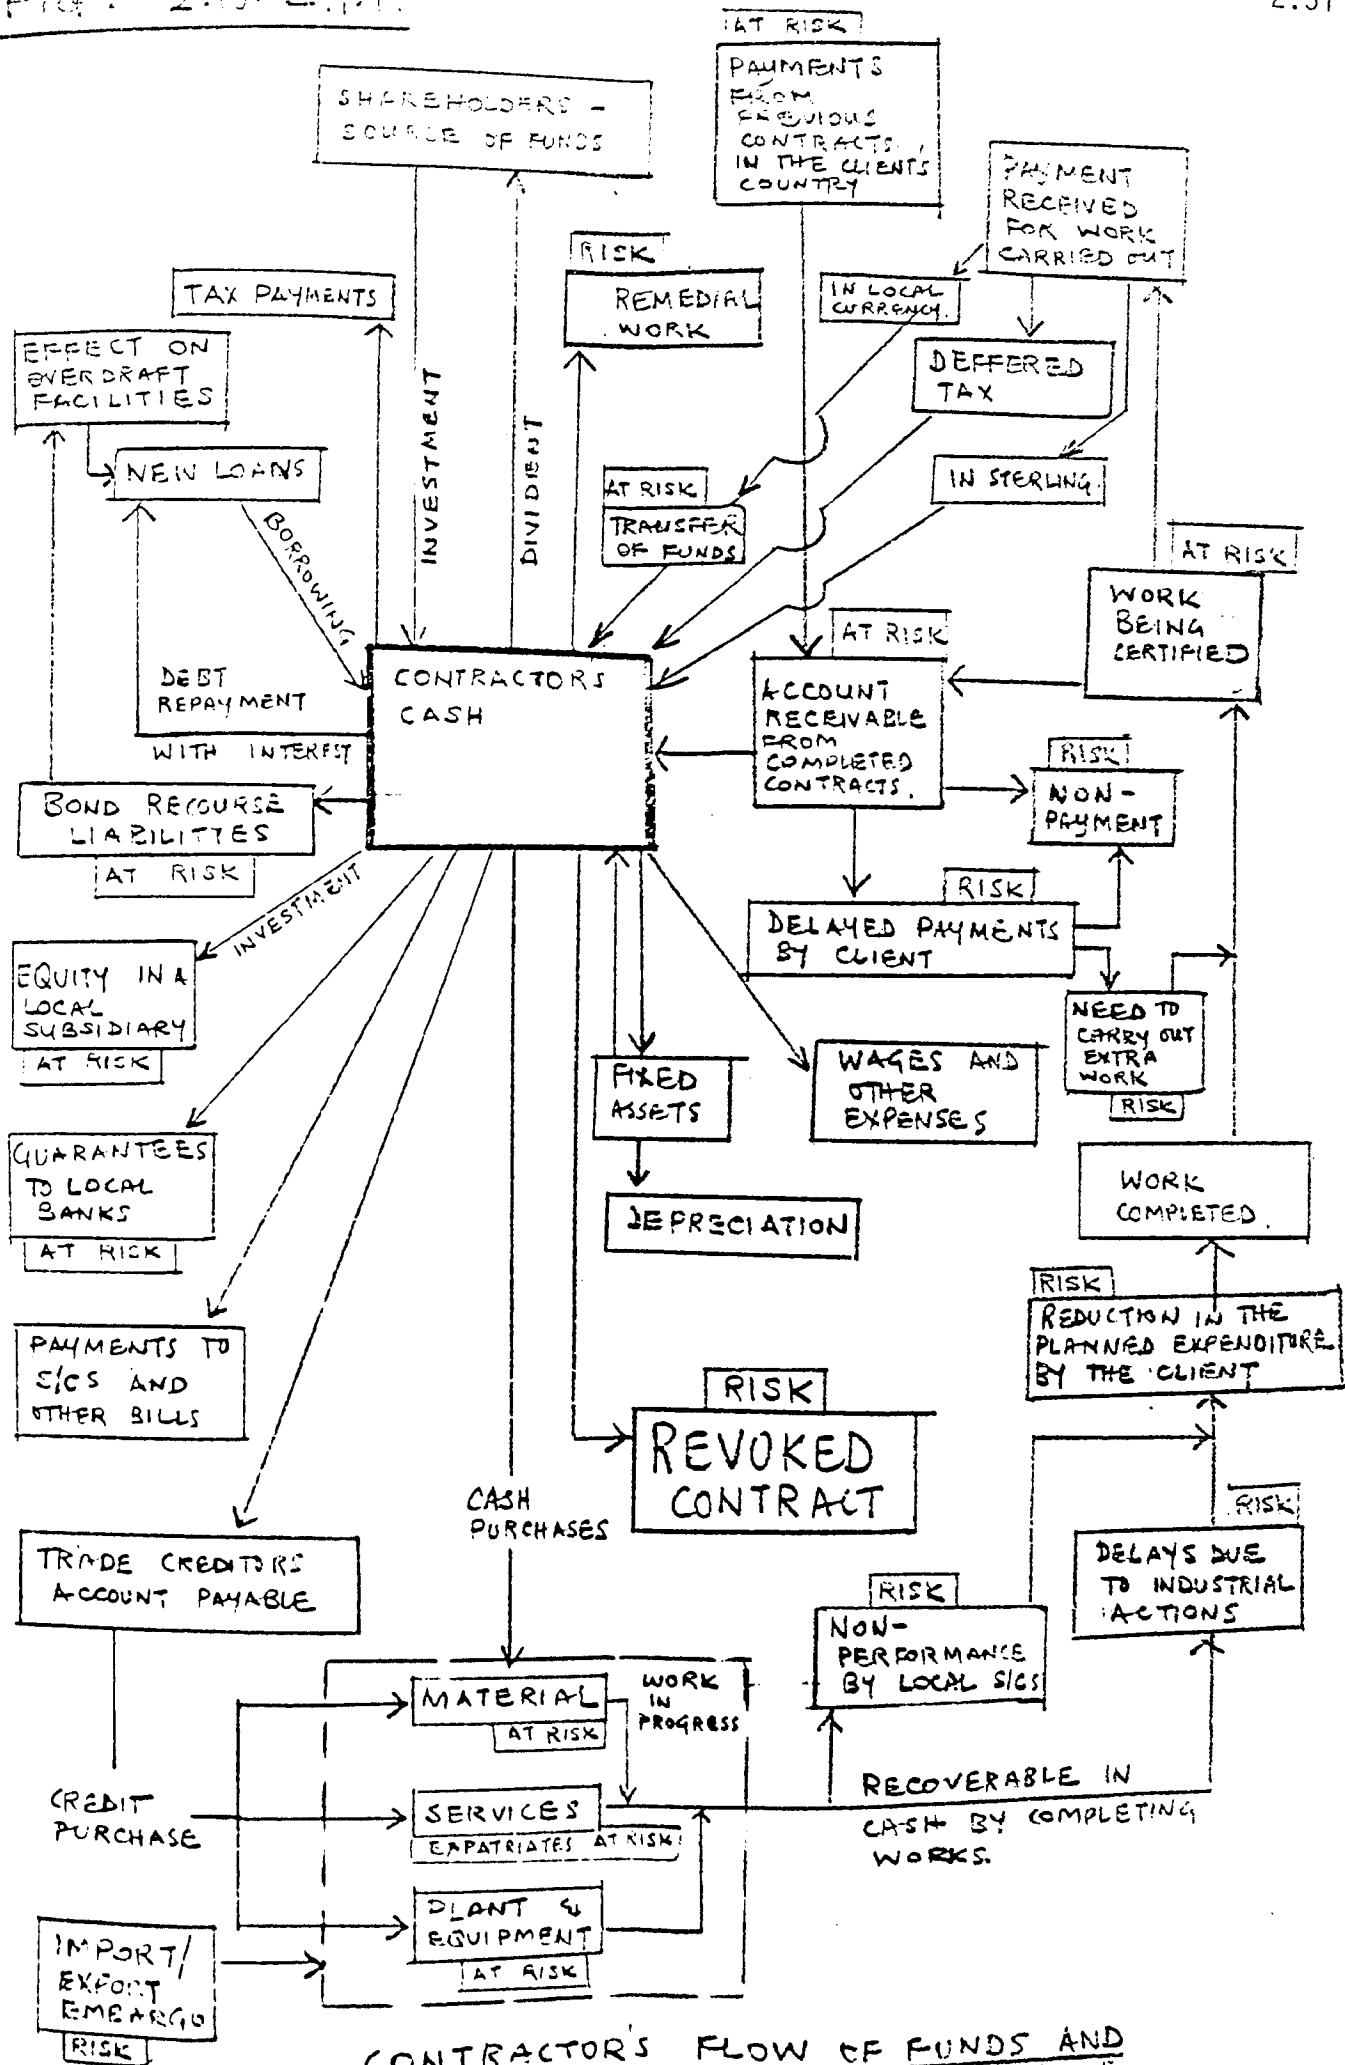 2.31
AT RISK
PAYMENTS
FROM
PREVIOUS
CONTRACTS,
IN THE CLIENTS
COUNTRY
SHAREHOLDERS -
SOURCE OF FUNDS
PAYMENT
RECEIVED
FOR WORK
CARRIED OUT
RISK
REMEDIAL
WORK
TAX PAYMENTS
IN LOCAL
CURRENCY.
EFFECT ON
OVERDRAFT
FACILITIES
DEFFERED
TAX
INVESTMENT
DIVIDENT
NEW LOANS
BORROWING
AT RISK
TRANSFER
OF FUNDS
IN STERLING.
AT RISK
WORK
BEING
CERTIFIED
DEBT
REPAYMENT
WITH INTEREST
CONTRACTORS
CASH
AT RISK
ACCOUNT
RECEIVABLE
FROM
COMPLETED
CONTRACTS.
RISK
NON-
PAYMENT
BOND RECOURSE
LIABILITTES
AT RISK
INVESTMENT
RISK
DELAYED PAYMENTS
BY CLIENT
EQUITY IN A
LOCAL
SUBSIDIARY
AT RISK
NEED TO
CARRY OUT
EXTRA
WORK
RISK
FIXED
ASSETS
WAGES AND
OTHER
EXPENSES
GUARANTEES
TO LOCAL
BANKS
AT RISK
DEPRECIATION
WORK
COMPLETED.
RISK
REDUCTION IN THE
PLANNED EXPENDITURE
BY THE CLIENT
PAYMENTS TO
S/CS AND
OTHER BILLS
RISK
REVOKED
CONTRACT
CASH
PURCHASES
RISK
DELAYS DUE
TO INDUSTRIAL
ACTIONS
TRADE CREDITORS
ACCOUNT PAYABLE
RISK
NON-
PERFORMANCE
BY LOCAL S/CS
MATERIAL
AT RISK
WORK
IN
PROGRESS
CREDIT
PURCHASE
SERVICES
EXPATRIATES AT RISK
RECOVERABLE IN
CASH BY COMPLETING
WORKS.
PLANT &
EQUIPMENT
AT RISK
IMPORT/
EXPORT
EMBARGO
RISK
CONTRACTOR'S FLOW OF FUNDS AND